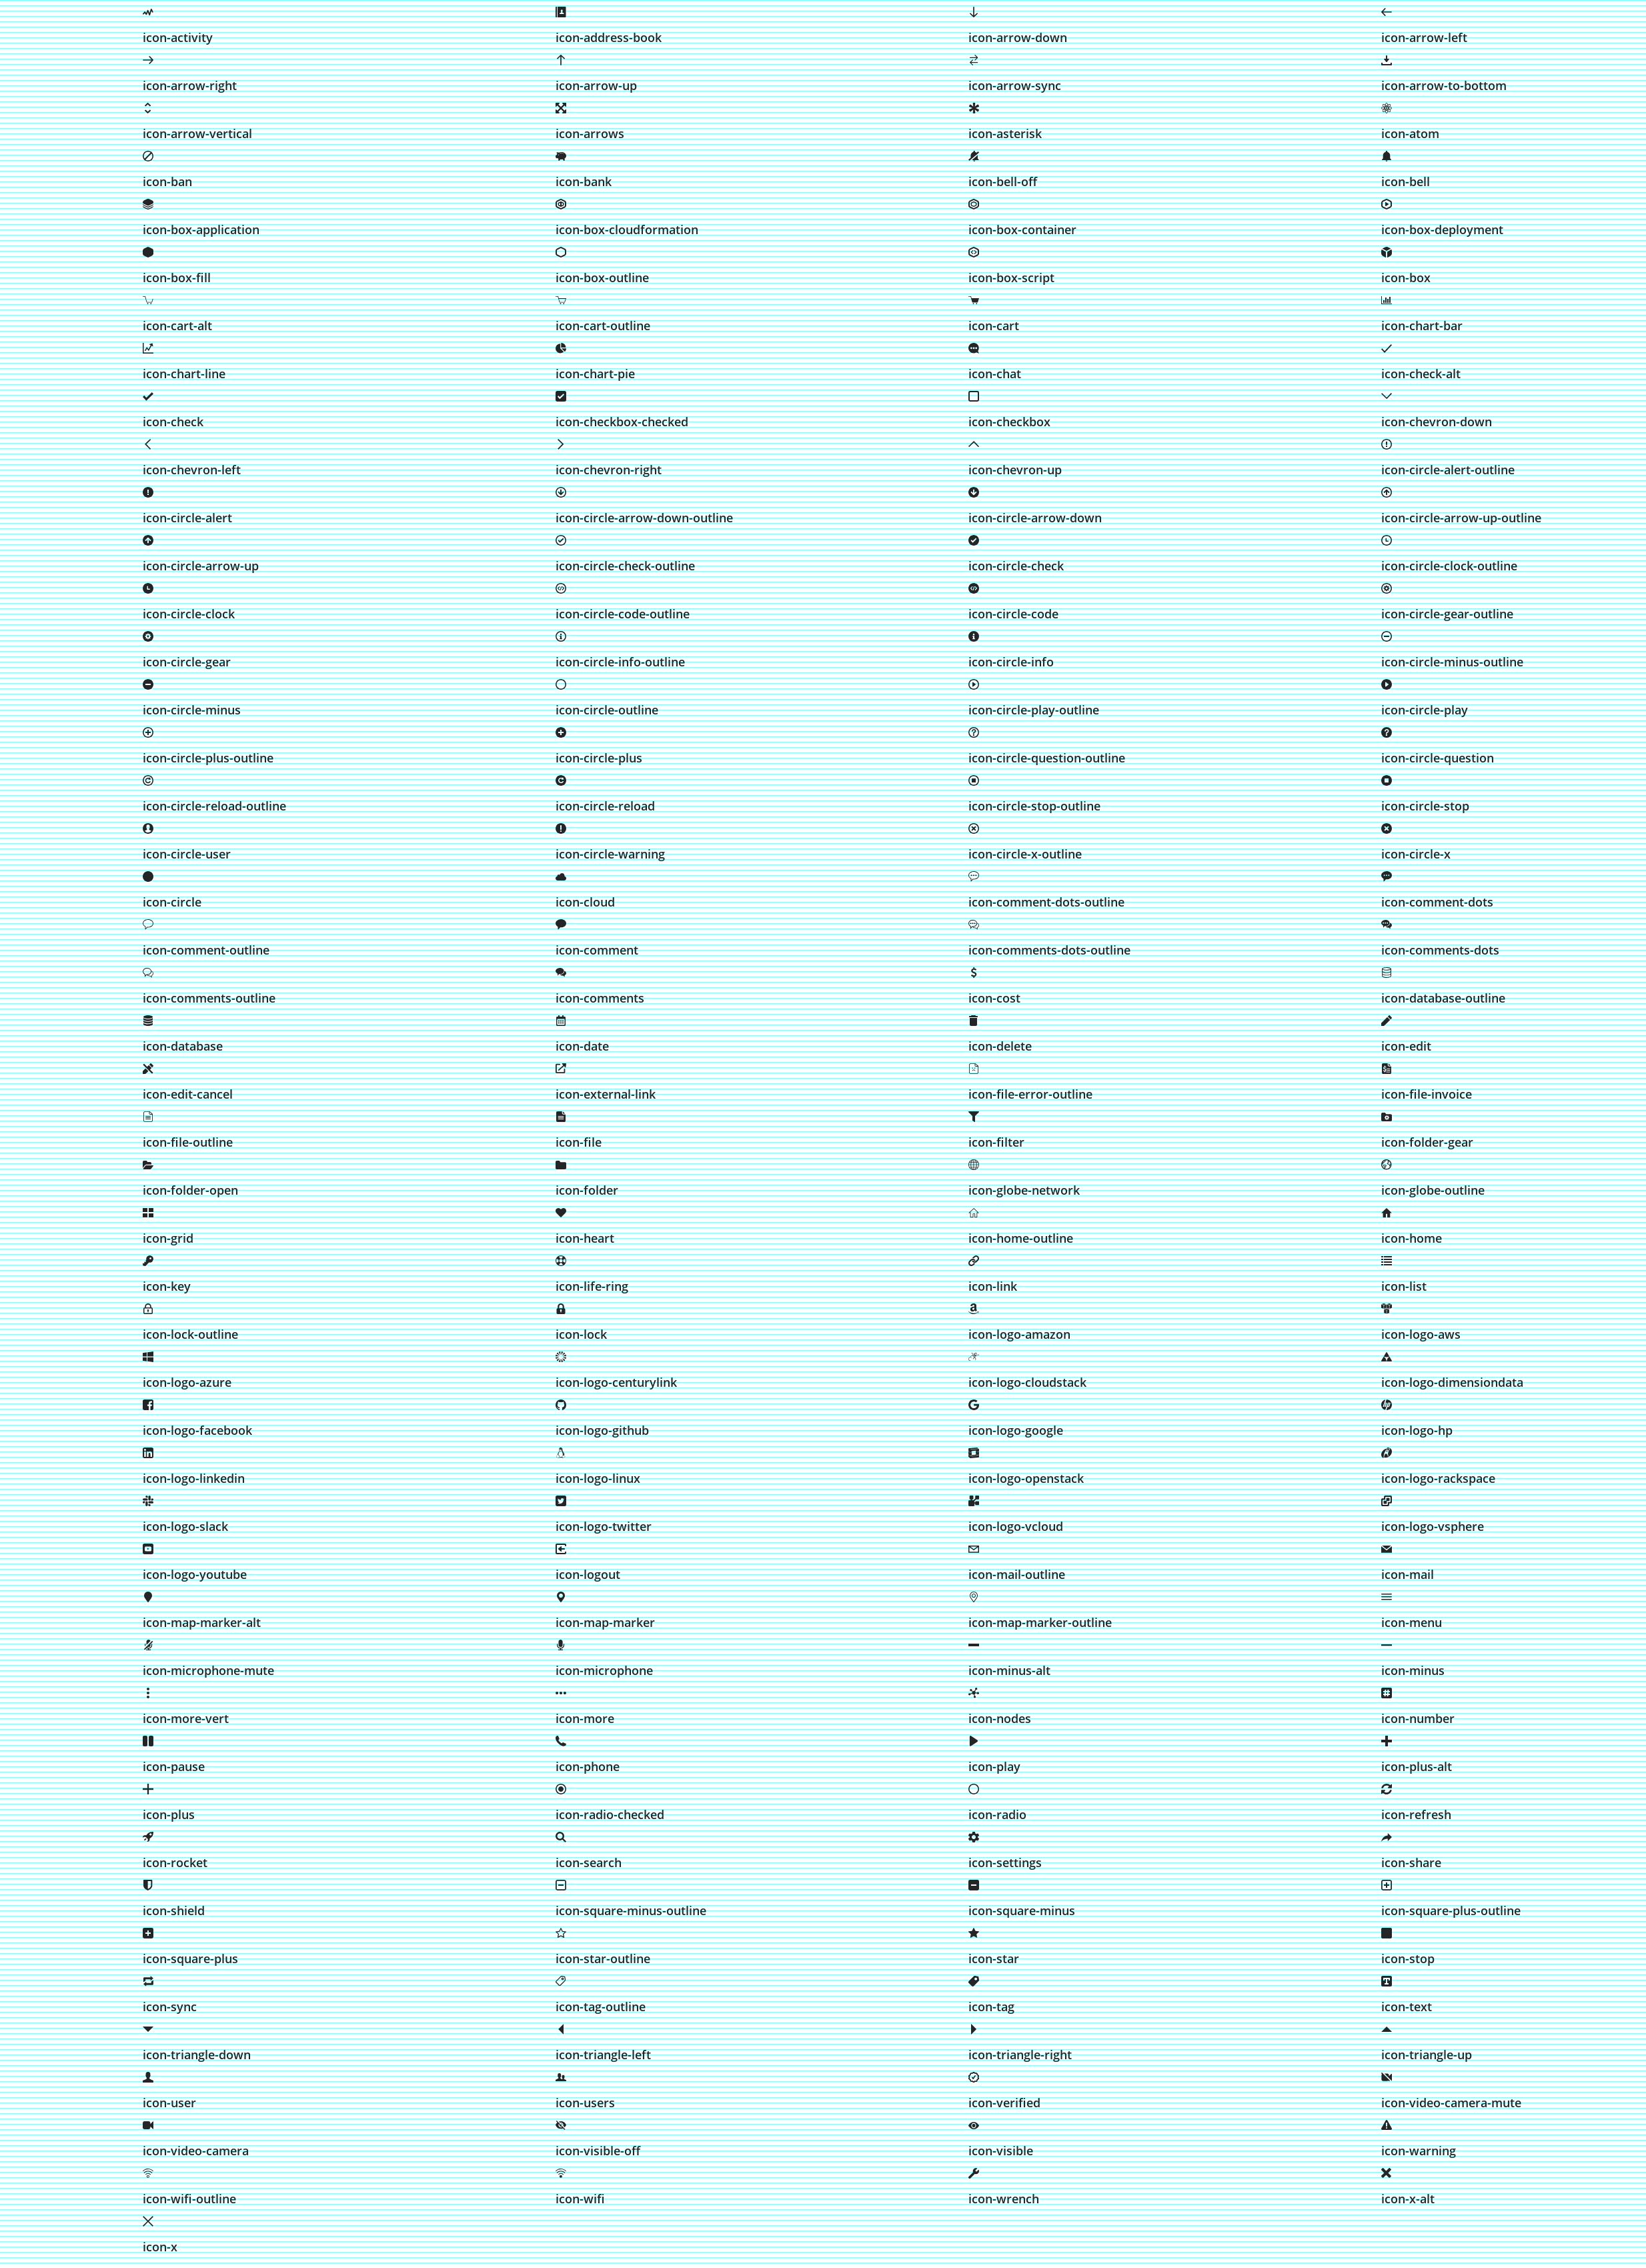 icon-activity icon-address-book icon-arrow-down icon-arrow-left
icon-arrow-right icon-arrow-up icon-arrow-sync icon-arrow-to-bottom
icon-arrow-vertical icon-arrows icon-asterisk icon-atom
icon-ban icon-bank icon-bell-off icon-bell
icon-box-application icon-box-cloudformation icon-box-container icon-box-deployment
icon-box-fill icon-box-outline icon-box-script icon-box
icon-cart-alt icon-cart-outline icon-cart icon-chart-bar
icon-chart-line icon-chart-pie icon-chat icon-check-alt
icon-check icon-checkbox-checked icon-checkbox icon-chevron-down
icon-chevron-left icon-chevron-right icon-chevron-up icon-circle-alert-outline
icon-circle-alert icon-circle-arrow-down-outline icon-circle-arrow-down icon-circle-arrow-up-outline
icon-circle-arrow-up icon-circle-check-outline icon-circle-check icon-circle-clock-outline
icon-circle-clock icon-circle-code-outline icon-circle-code icon-circle-gear-outline
icon-circle-gear icon-circle-info-outline icon-circle-info icon-circle-minus-outline
icon-circle-minus icon-circle-outline icon-circle-play-outline icon-circle-play
icon-circle-plus-outline icon-circle-plus icon-circle-question-outline icon-circle-question
icon-circle-reload-outline icon-circle-reload icon-circle-stop-outline icon-circle-stop
icon-circle-user icon-circle-warning icon-circle-x-outline icon-circle-x
icon-circle icon-cloud icon-comment-dots-outline icon-comment-dots
icon-comment-outline icon-comment icon-comments-dots-outline icon-comments-dots
icon-comments-outline icon-comments icon-cost icon-database-outline
icon-database icon-date icon-delete icon-edit
icon-edit-cancel icon-external-link icon-file-error-outline icon-file-invoice
icon-file-outline icon-file icon-filter icon-folder-gear
icon-folder-open icon-folder icon-globe-network icon-globe-outline
icon-grid icon-heart icon-home-outline icon-home
icon-key icon-life-ring icon-link icon-list
icon-lock-outline icon-lock icon-logo-amazon icon-logo-aws
icon-logo-azure icon-logo-centurylink icon-logo-cloudstack icon-logo-dimensiondata
icon-logo-facebook icon-logo-github icon-logo-google icon-logo-hp
icon-logo-linkedin icon-logo-linux icon-logo-openstack icon-logo-rackspace
icon-logo-slack icon-logo-twitter icon-logo-vcloud icon-logo-vsphere
icon-logo-youtube icon-logout icon-mail-outline icon-mail
icon-map-marker-alt icon-map-marker icon-map-marker-outline icon-menu
icon-microphone-mute icon-microphone icon-minus-alt icon-minus
icon-more-vert icon-more icon-nodes icon-number
icon-pause icon-phone icon-play icon-plus-alt
icon-plus icon-radio-checked icon-radio icon-refresh
icon-rocket icon-search icon-settings icon-share
icon-shield icon-square-minus-outline icon-square-minus icon-square-plus-outline
icon-square-plus icon-star-outline icon-star icon-stop
icon-sync icon-tag-outline icon-tag icon-text
icon-triangle-down icon-triangle-left icon-triangle-right icon-triangle-up
icon-user icon-users icon-verified icon-video-camera-mute
icon-video-camera icon-visible-off icon-visible icon-warning
icon-wifi-outline icon-wifi icon-wrench icon-x-alt
icon-x